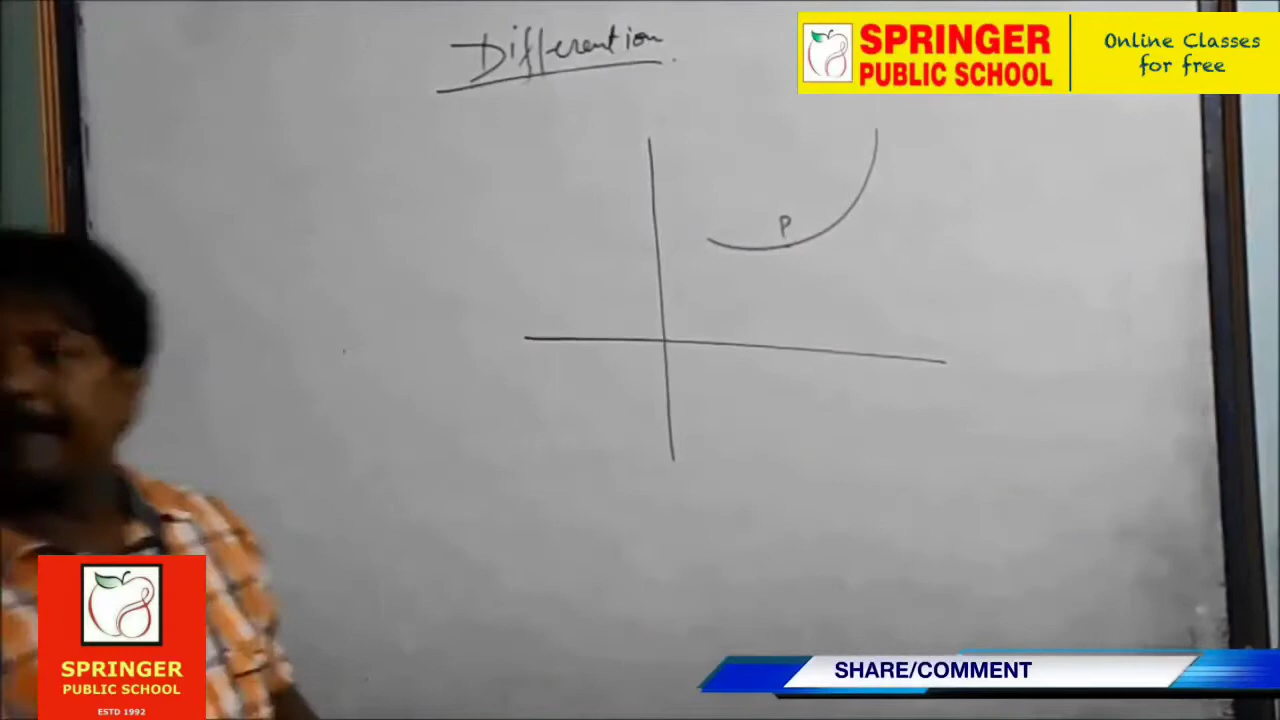 Differention
SPRINGER
PUBLIC SCHOOL
Online Classes
for free
P
SPRINGER
PUBLIC SCHOOL
ESTD 1992
SHARE/COMMENT